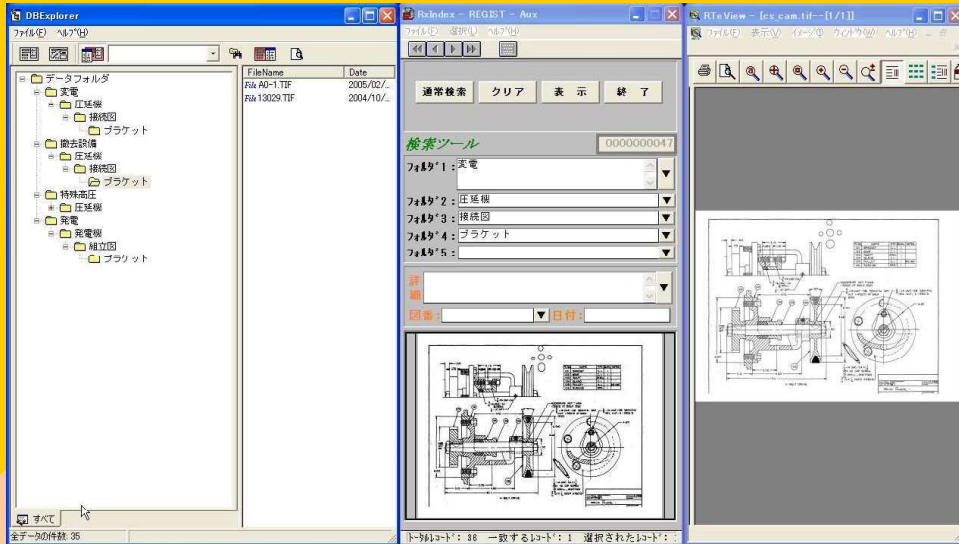 DBExplorer
ファイル(F) ヘルプ(H)
FileName Date
A0-1.TIF 2005/02/...
13029.TIF 2004/10/...
データフォルダ
変電
圧延機
接続図
ブラケット
撤去設備
圧延機
接続図
ブラケット
特殊高圧
圧延機
発電
発電機
組立図
ブラケット
すべて
全データの件数: 35
RxIndex - REGIST - Aux
ファイル(F) 選択(L) ヘルプ(H)
通常検索 クリア 表 示 終 了
検索ツール 0000000047
フォルダ1: 変電
フォルダ2: 圧延機
フォルダ3: 接続図
フォルダ4: ブラケット
フォルダ5:
詳細
図番: 日付:
トータルレコード: 36 一致するレコード: 1 選択されたレコード:
RTeView - [cs_cam.tif--[1/1]]
ファイル(F) 表示(V) イメージ(I) ウィンドウ(W) ヘルプ(H)